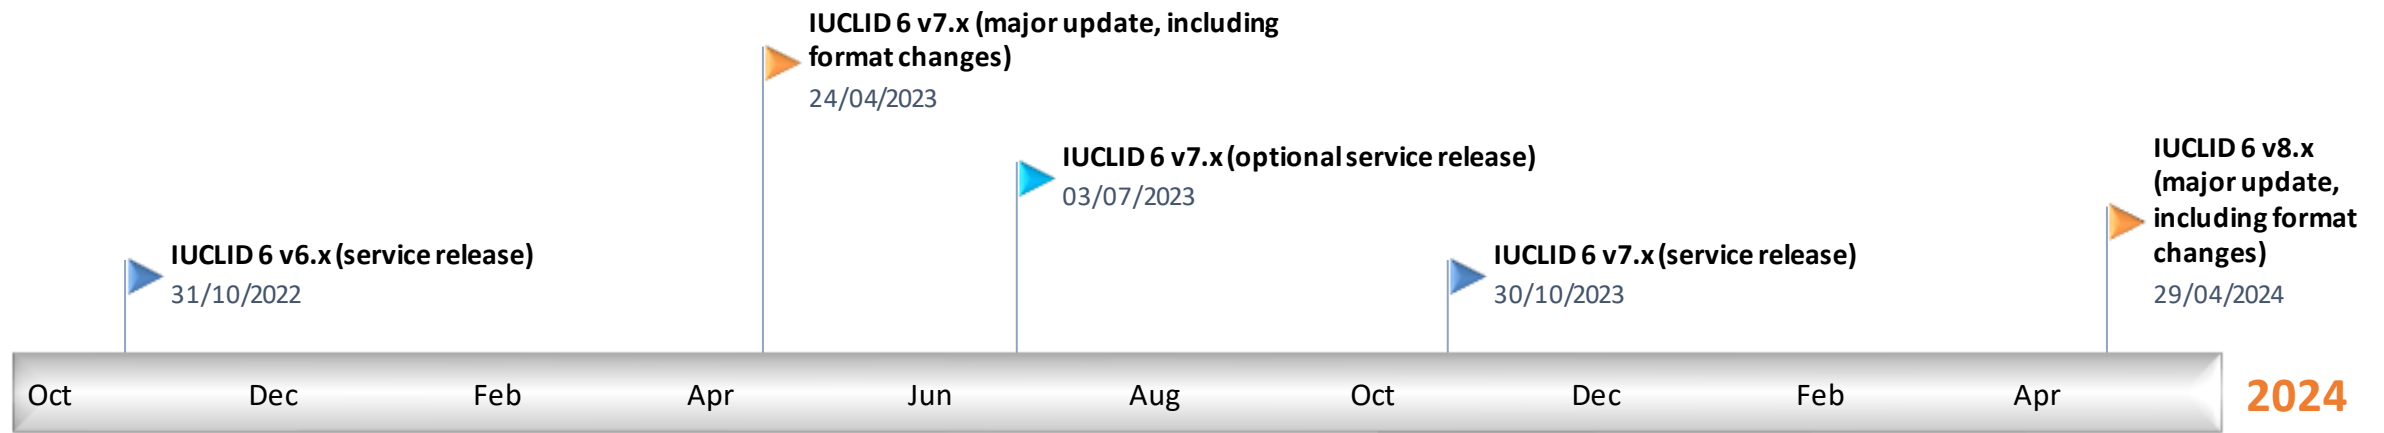 IUCLID 6 v7.x (major update, including
format changes)
24/04/2023
IUCLID 6 v7.x (optional service release)
03/07/2023
IUCLID 6 v8.x
(major update,
including format
changes)
29/04/2024
IUCLID 6 v6.x (service release)
31/10/2022
IUCLID 6 v7.x (service release)
30/10/2023
Oct Dec Feb Apr Jun Aug Oct Dec Feb Apr 2024